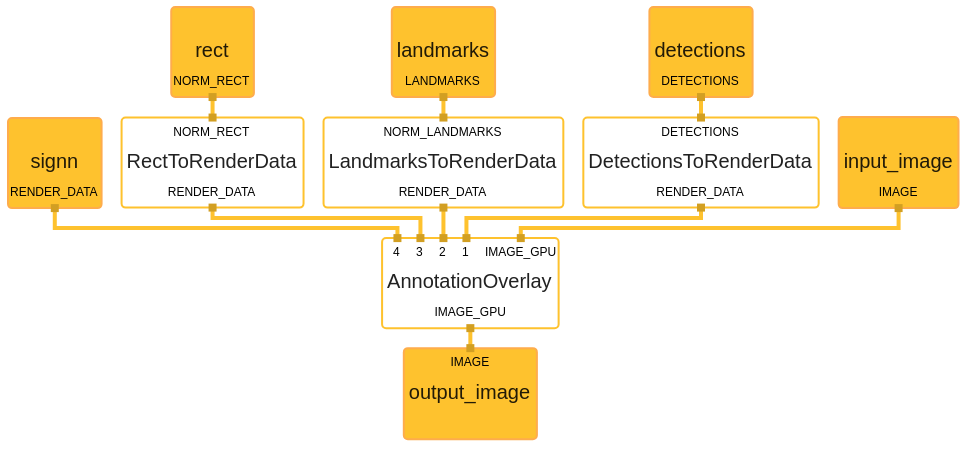 rect
NORM_RECT
landmarks
LANDMARKS
detections
DETECTIONS
signn
RENDER_DATA
NORM_RECT
RectToRenderData
RENDER_DATA
NORM_LANDMARKS
LandmarksToRenderData
RENDER_DATA
DETECTIONS
DetectionsToRenderData
RENDER_DATA
input_image
IMAGE
4 3 2 1 IMAGE_GPU
AnnotationOverlay
IMAGE_GPU
IMAGE
output_image